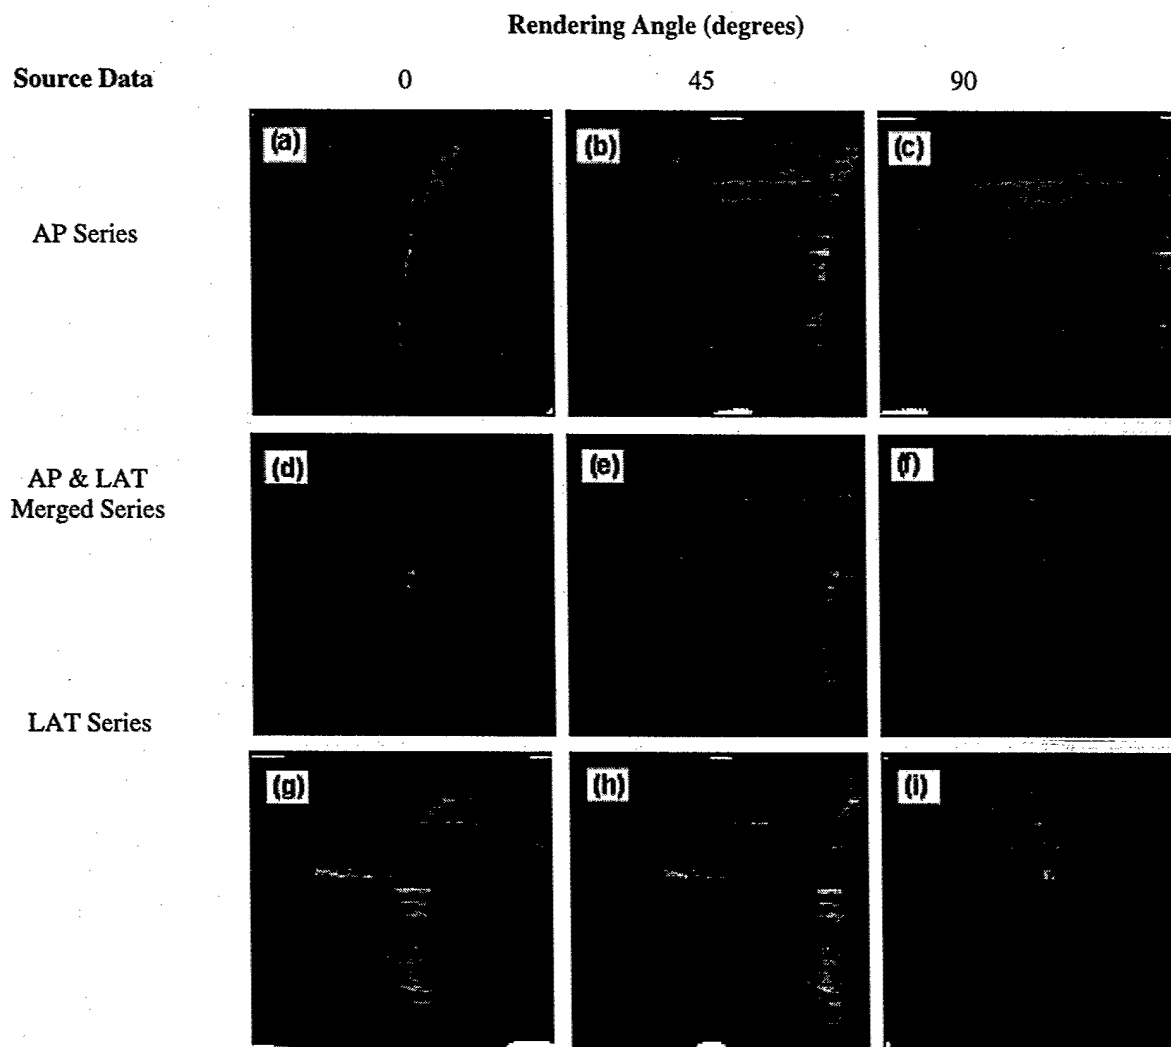 Rendering Angle (degrees)
Source Data 0 45 90
(a) (b) (c)
AP Series
(d) (e) (f)
AP & LAT
Merged Series
LAT Series
(g) (h) (i)